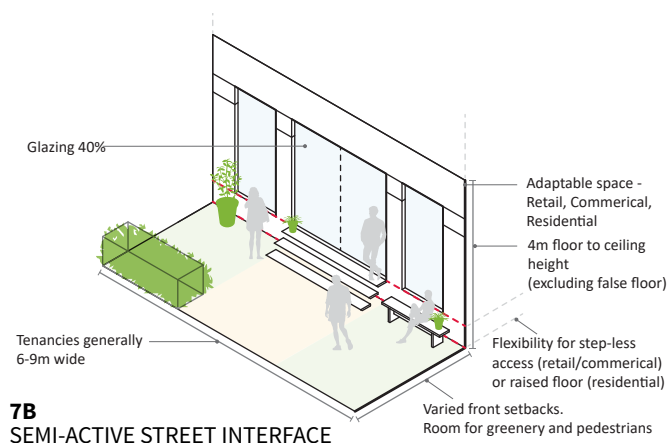 Glazing 40%
Adaptable space -
Retail, Commerical,
Residential
4m floor to ceiling
height
(excluding false floor)
Tenancies generally
6-9m wide
Flexibility for step-less
access (retail/commerical)
or raised floor (residential)
Varied front setbacks.
Room for greenery and pedestrians
7B
SEMI-ACTIVE STREET INTERFACE